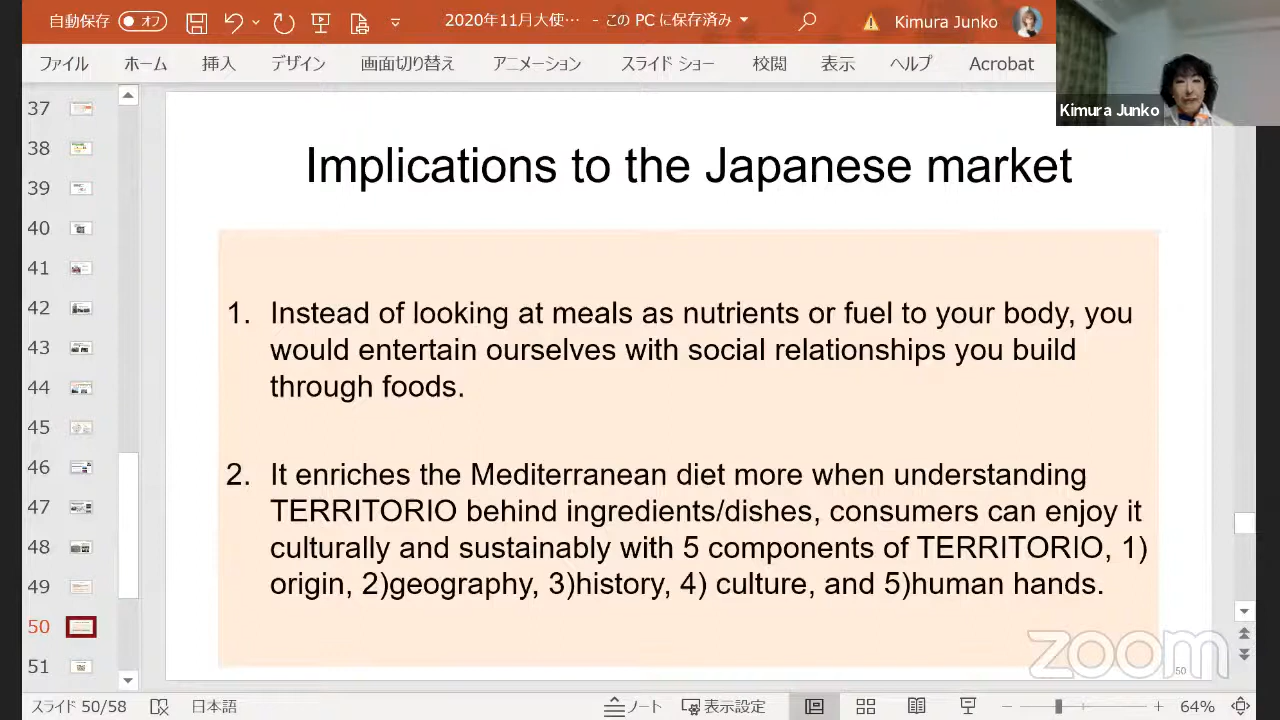 自動保存 オフ 2020年11月大使… - この PC に保存済み Kimura Junko
ファイル ホーム 挿入 デザイン 画面切り替え アニメーション スライド ショー 校閲 表示 ヘルプ Acrobat
Kimura Junko
37
38
39
40
41
42
43
44
45
46
47
48
49
50
51
Implications to the Japanese market
1. Instead of looking at meals as nutrients or fuel to your body, you
would entertain ourselves with social relationships you build
through foods.
2. It enriches the Mediterranean diet more when understanding
TERRITORIO behind ingredients/dishes, consumers can enjoy it
culturally and sustainably with 5 components of TERRITORIO, 1)
origin, 2)geography, 3)history, 4) culture, and 5)human hands.
zoom
50
スライド 50/58 日本語 ノート 表示設定 64%